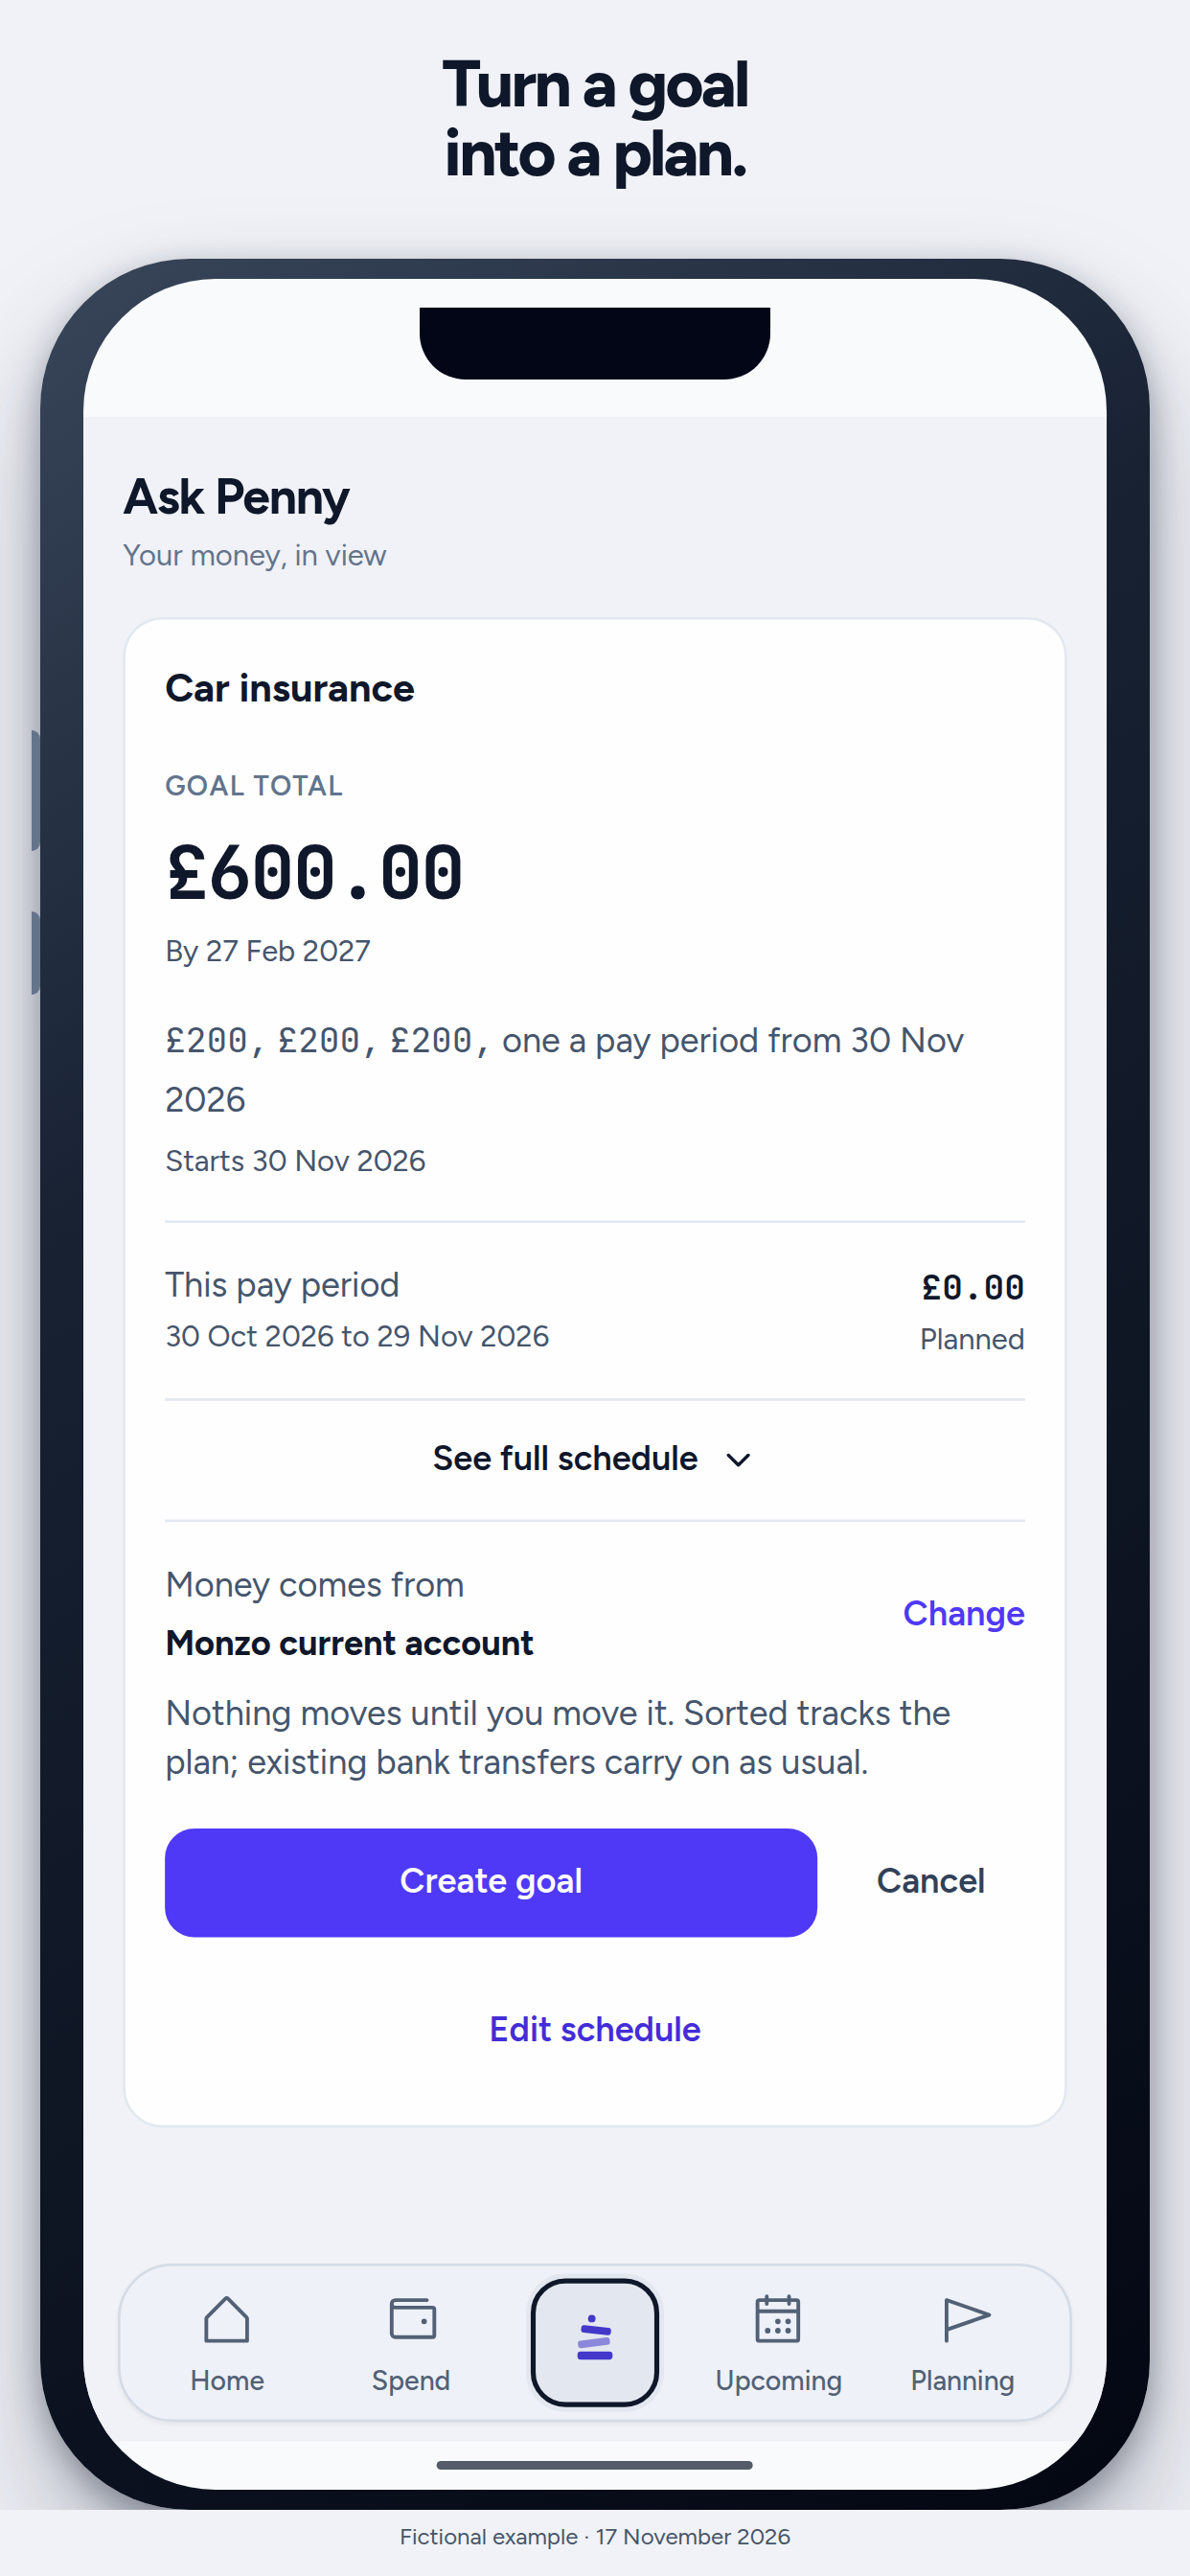 Turn a goal
into a plan.
Ask Penny
Your money, in view
Car insurance
GOAL TOTAL
£600.00
By 27 Feb 2027
£200, £200, £200, one a pay period from 30 Nov
2026
Starts 30 Nov 2026
This pay period
£0.00
30 Oct 2026 to 29 Nov 2026
Planned
See full schedule
Money comes from
Change
Monzo current account
Nothing moves until you move it. Sorted tracks the
plan; existing bank transfers carry on as usual.
Create goal
Cancel
Edit schedule
Home
Spend
Upcoming
Planning
Fictional example · 17 November 2026